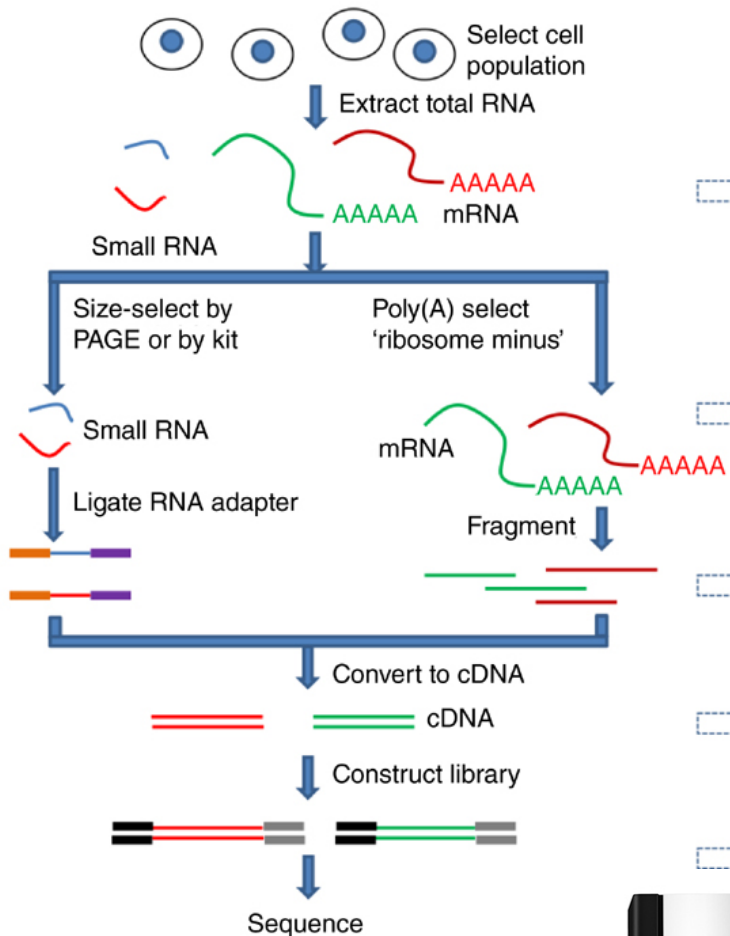 Select cell
population
Extract total RNA
AAAAA
AAAAA
mRNA
Small RNA
Size-select by
PAGE or by kit
Poly(A) select
'ribosome minus'
Small RNA
mRNA
AAAAA
AAAAA
Ligate RNA adapter
Fragment
Convert to cDNA
cDNA
Construct library
Sequence